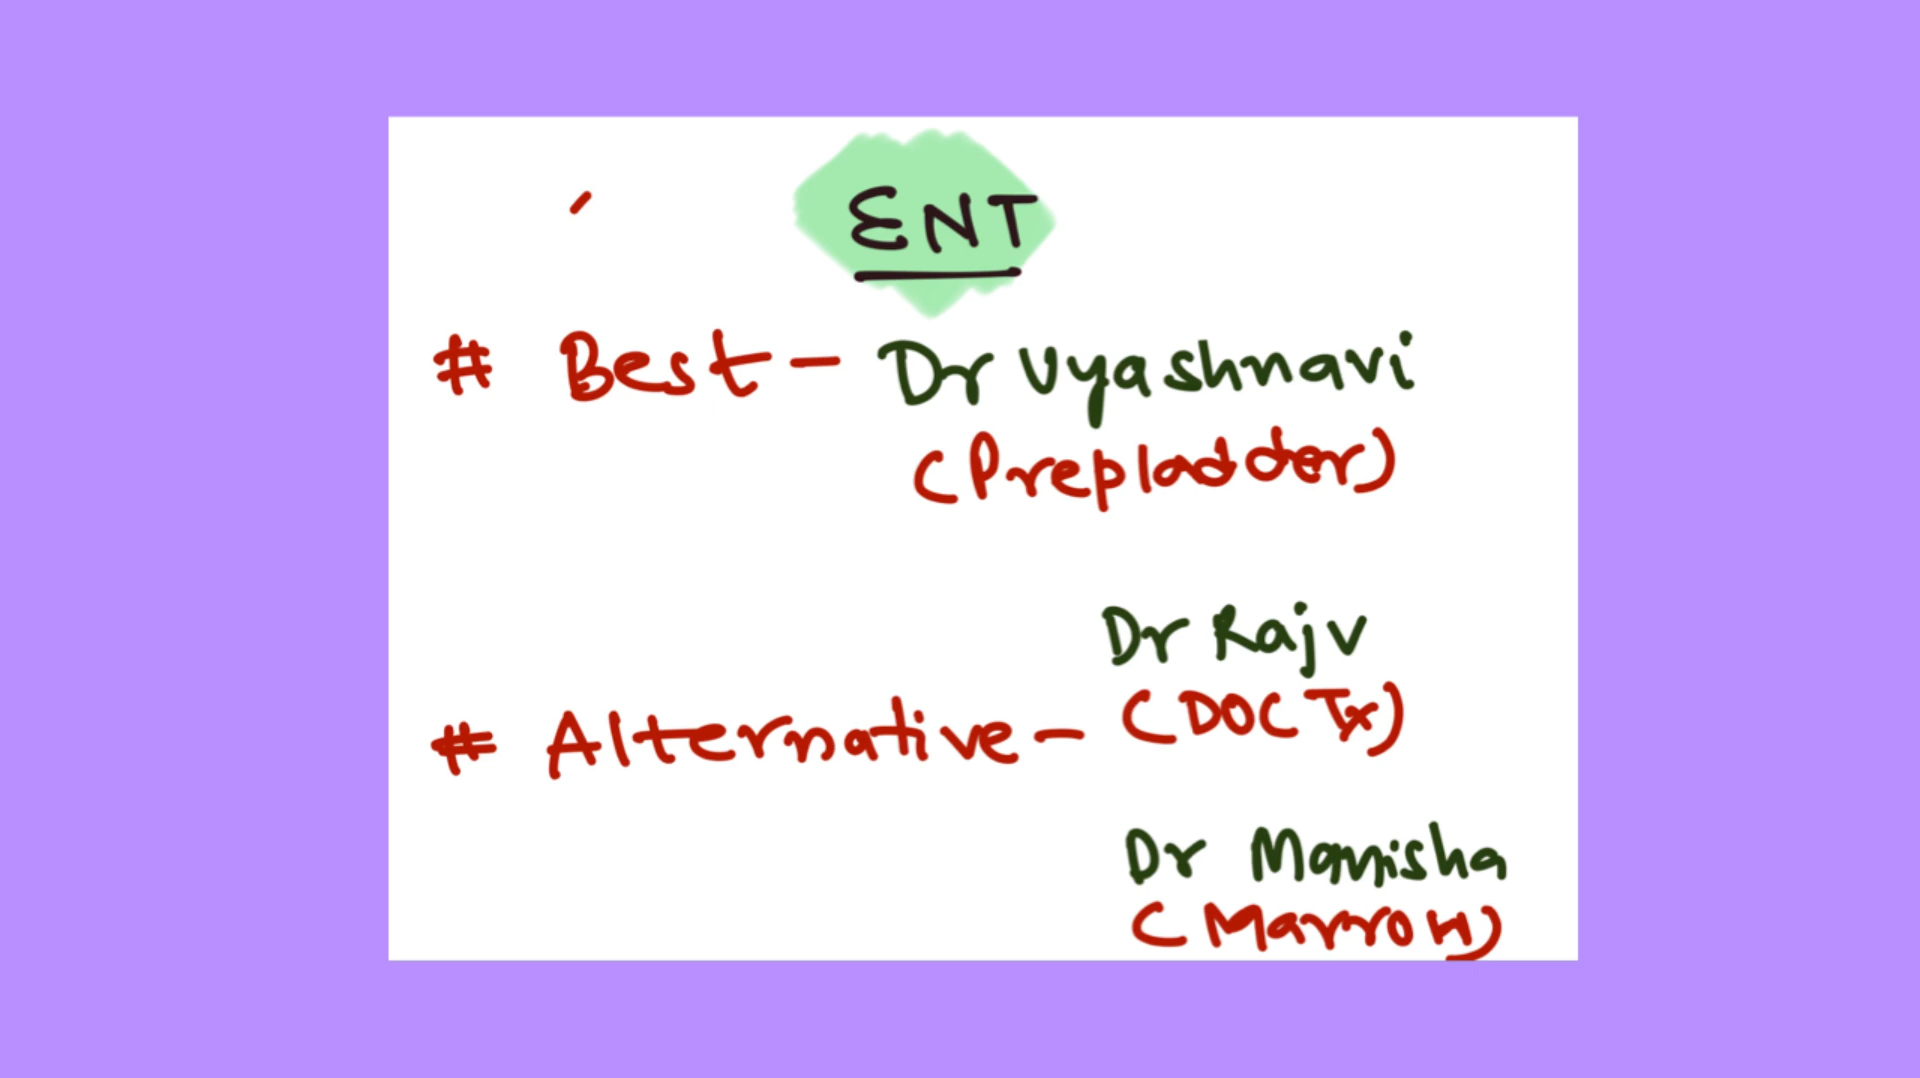 ENT
# Best - Dr Vyashnavi
(Prepladder)
Dr Rajv
(DOCTx)
# Alternative -
Dr Manisha
(Marrow)